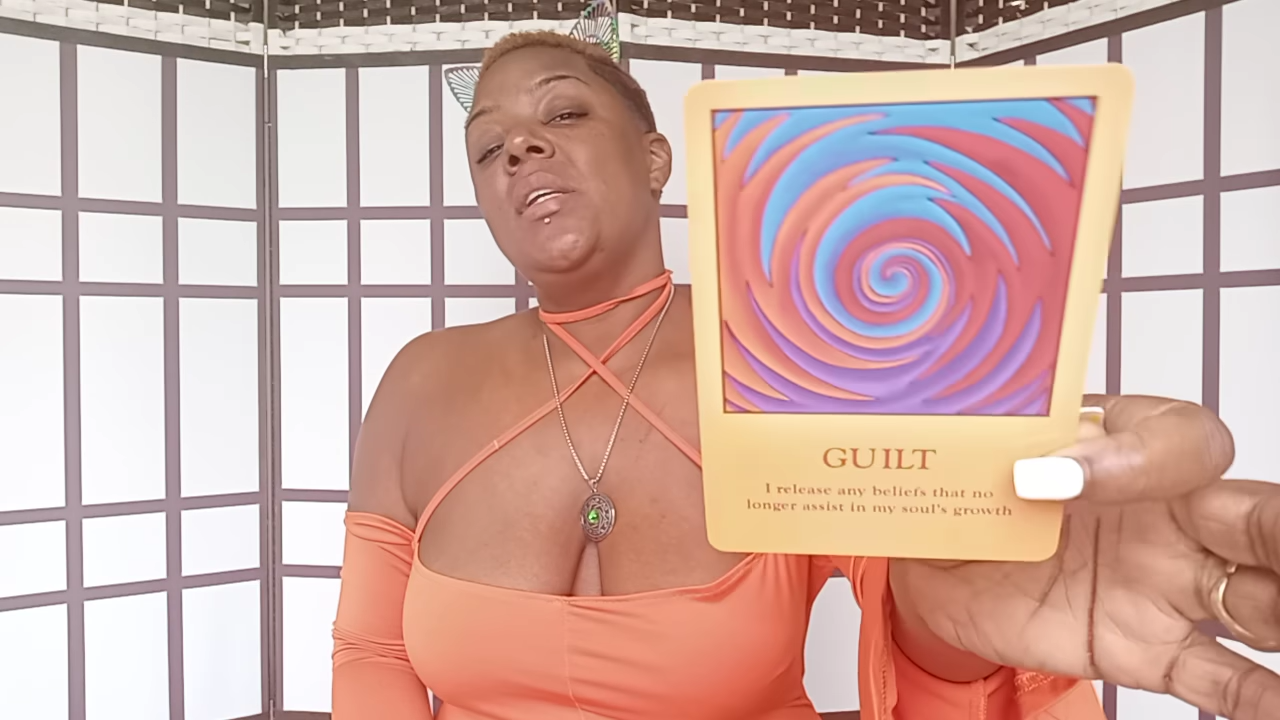 GUILT
I release any beliefs that no
longer assist in my soul's growth